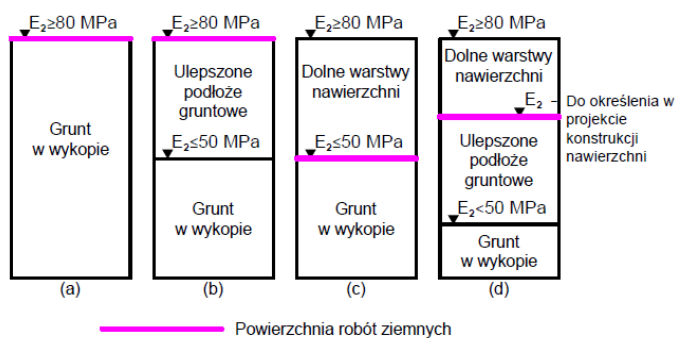 E₂≥80 MPa
Grunt
w wykopie
(a)
E₂≥80 MPa
Ulepszone
podłoże
gruntowe
E₂≤50 MPa
Grunt
w wykopie
(b)
E₂≥80 MPa
Dolne warstwy
nawierzchni
E₂≤50 MPa
Grunt
w wykopie
(c)
E₂≥80 MPa
Dolne warstwy
nawierzchni
E₂ – Do określenia w
projekcie
konstrukcji
nawierzchni
Ulepszone
podłoże
gruntowe
E₂<50 MPa
Grunt
w wykopie
(d)
Powierzchnia robót ziemnych